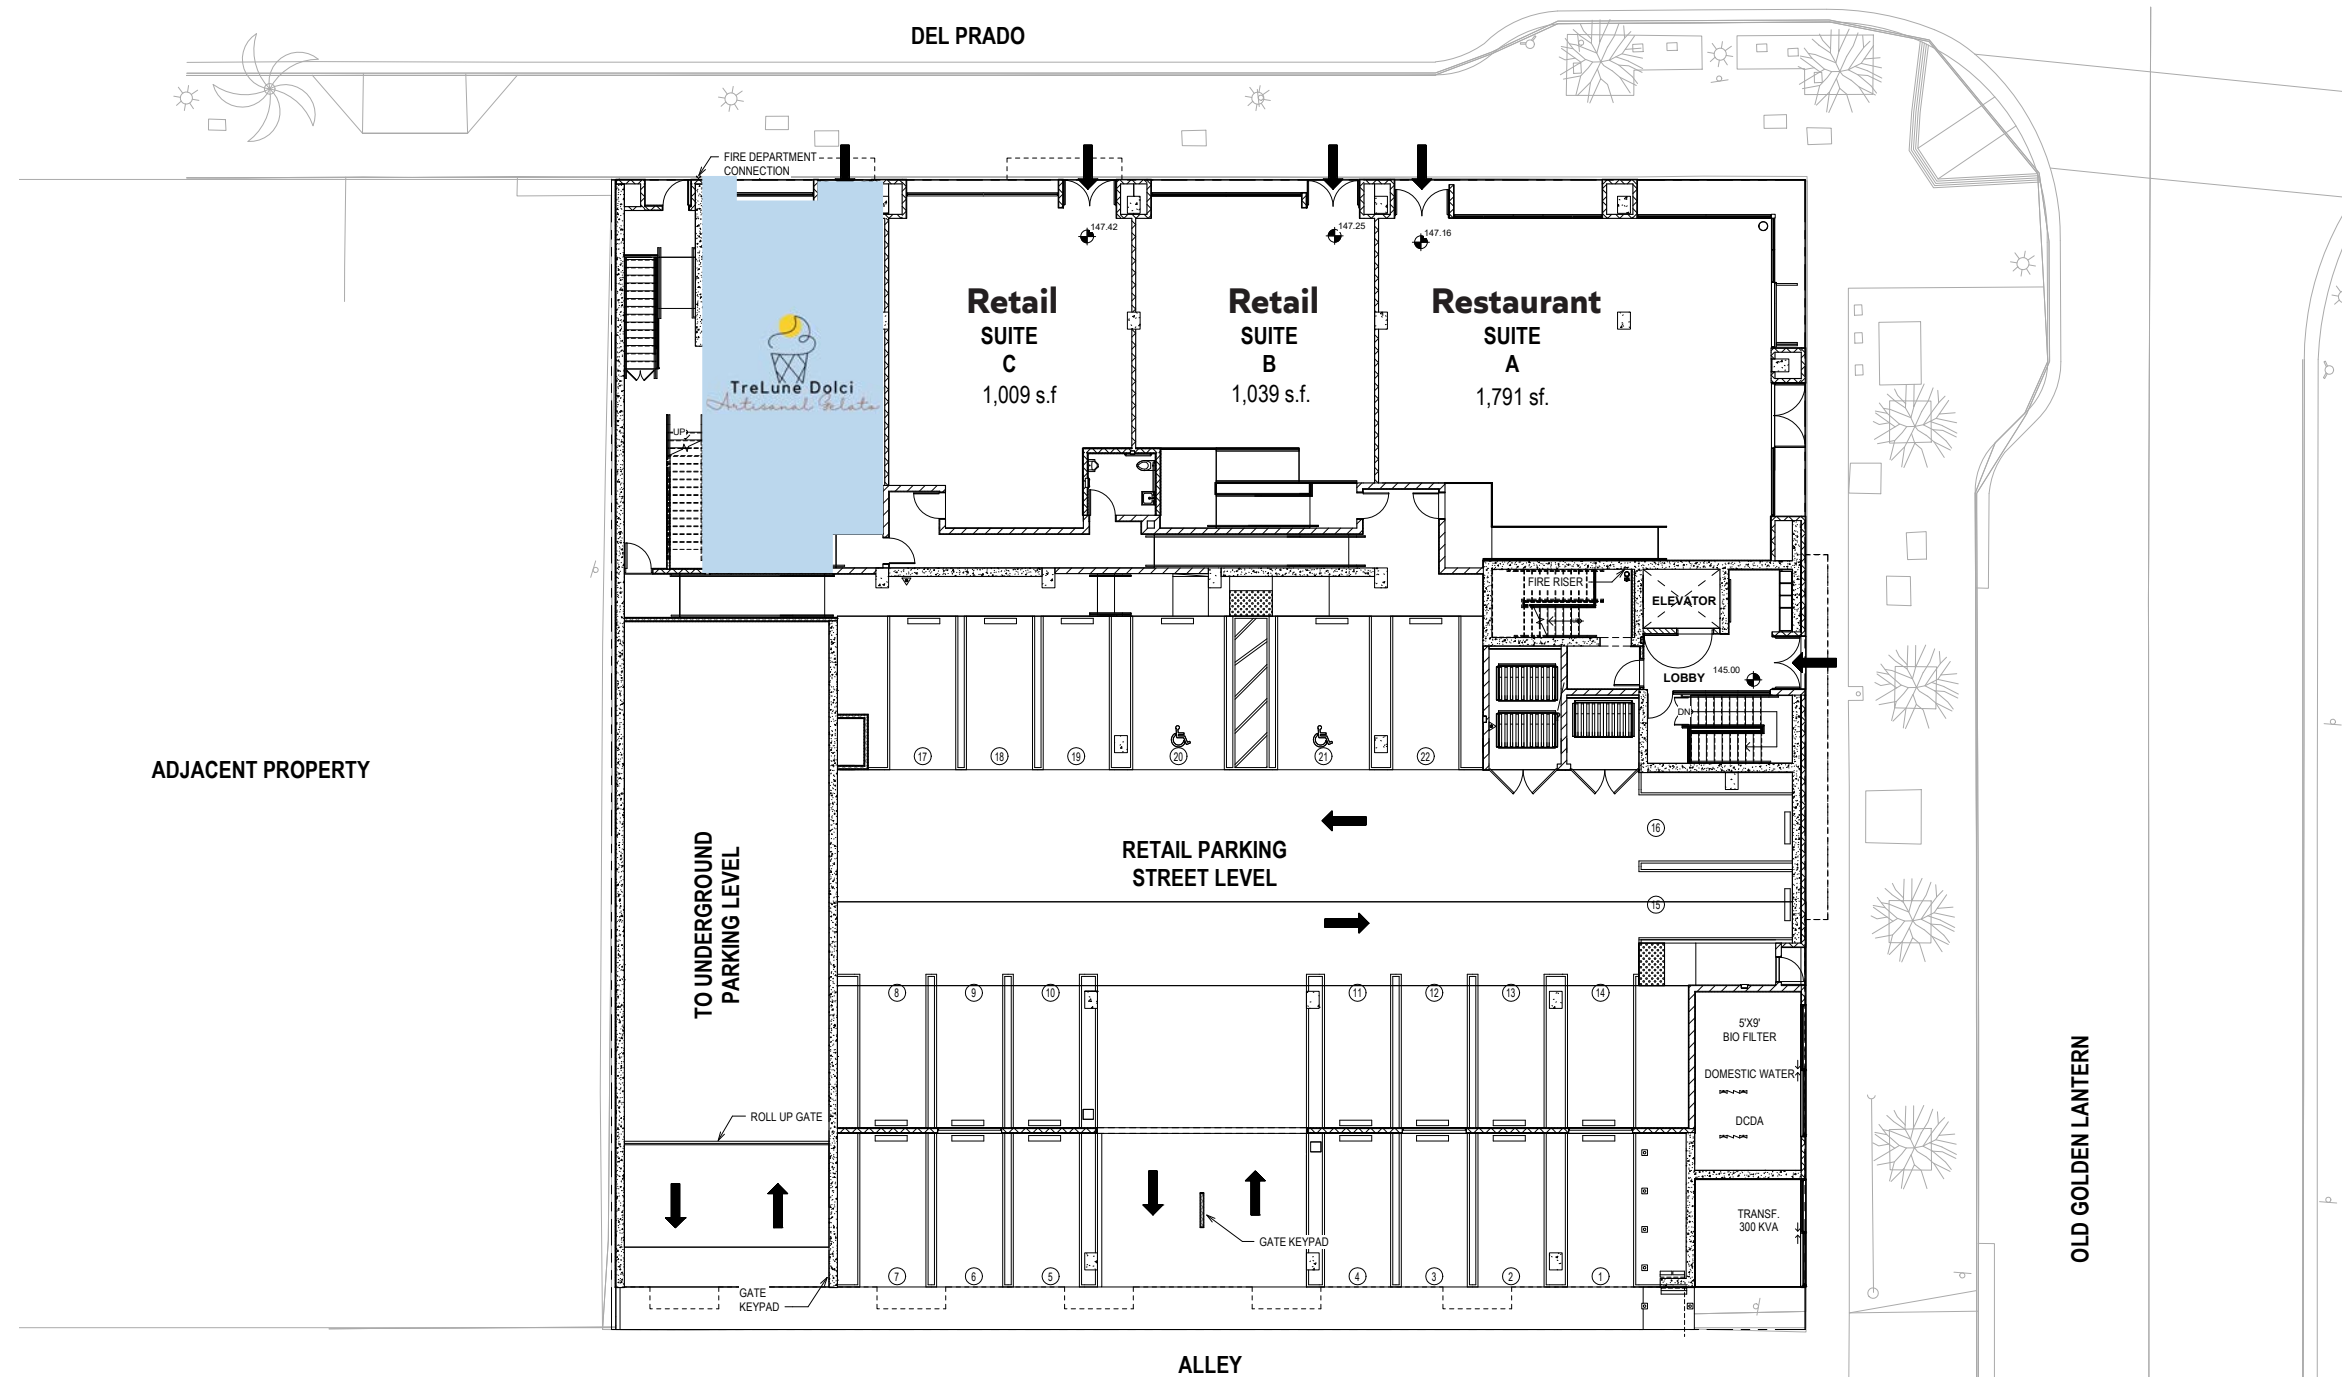 DEL PRADO
FIRE DEPARTMENT
CONNECTION
147.42
147.25
147.16
Retail
SUITE
C
1,009 s.f
Retail
SUITE
B
1,039 s.f.
Restaurant
SUITE
A
1,791 sf.
TreLune Dolci
Artisanal Gelato
UP
FIRE RISER
ELEVATOR
LOBBY
145.00
DN
17
18
19
20
21
22
ADJACENT PROPERTY
TO UNDERGROUND
PARKING LEVEL
RETAIL PARKING
STREET LEVEL
16
15
8
9
10
11
12
13
14
5'X9'
BIO FILTER
DOMESTIC WATER
DCDA
ROLL UP GATE
OLD GOLDEN LANTERN
TRANSF.
300 KVA
GATE KEYPAD
7
6
5
4
3
2
1
GATE
KEYPAD
ALLEY